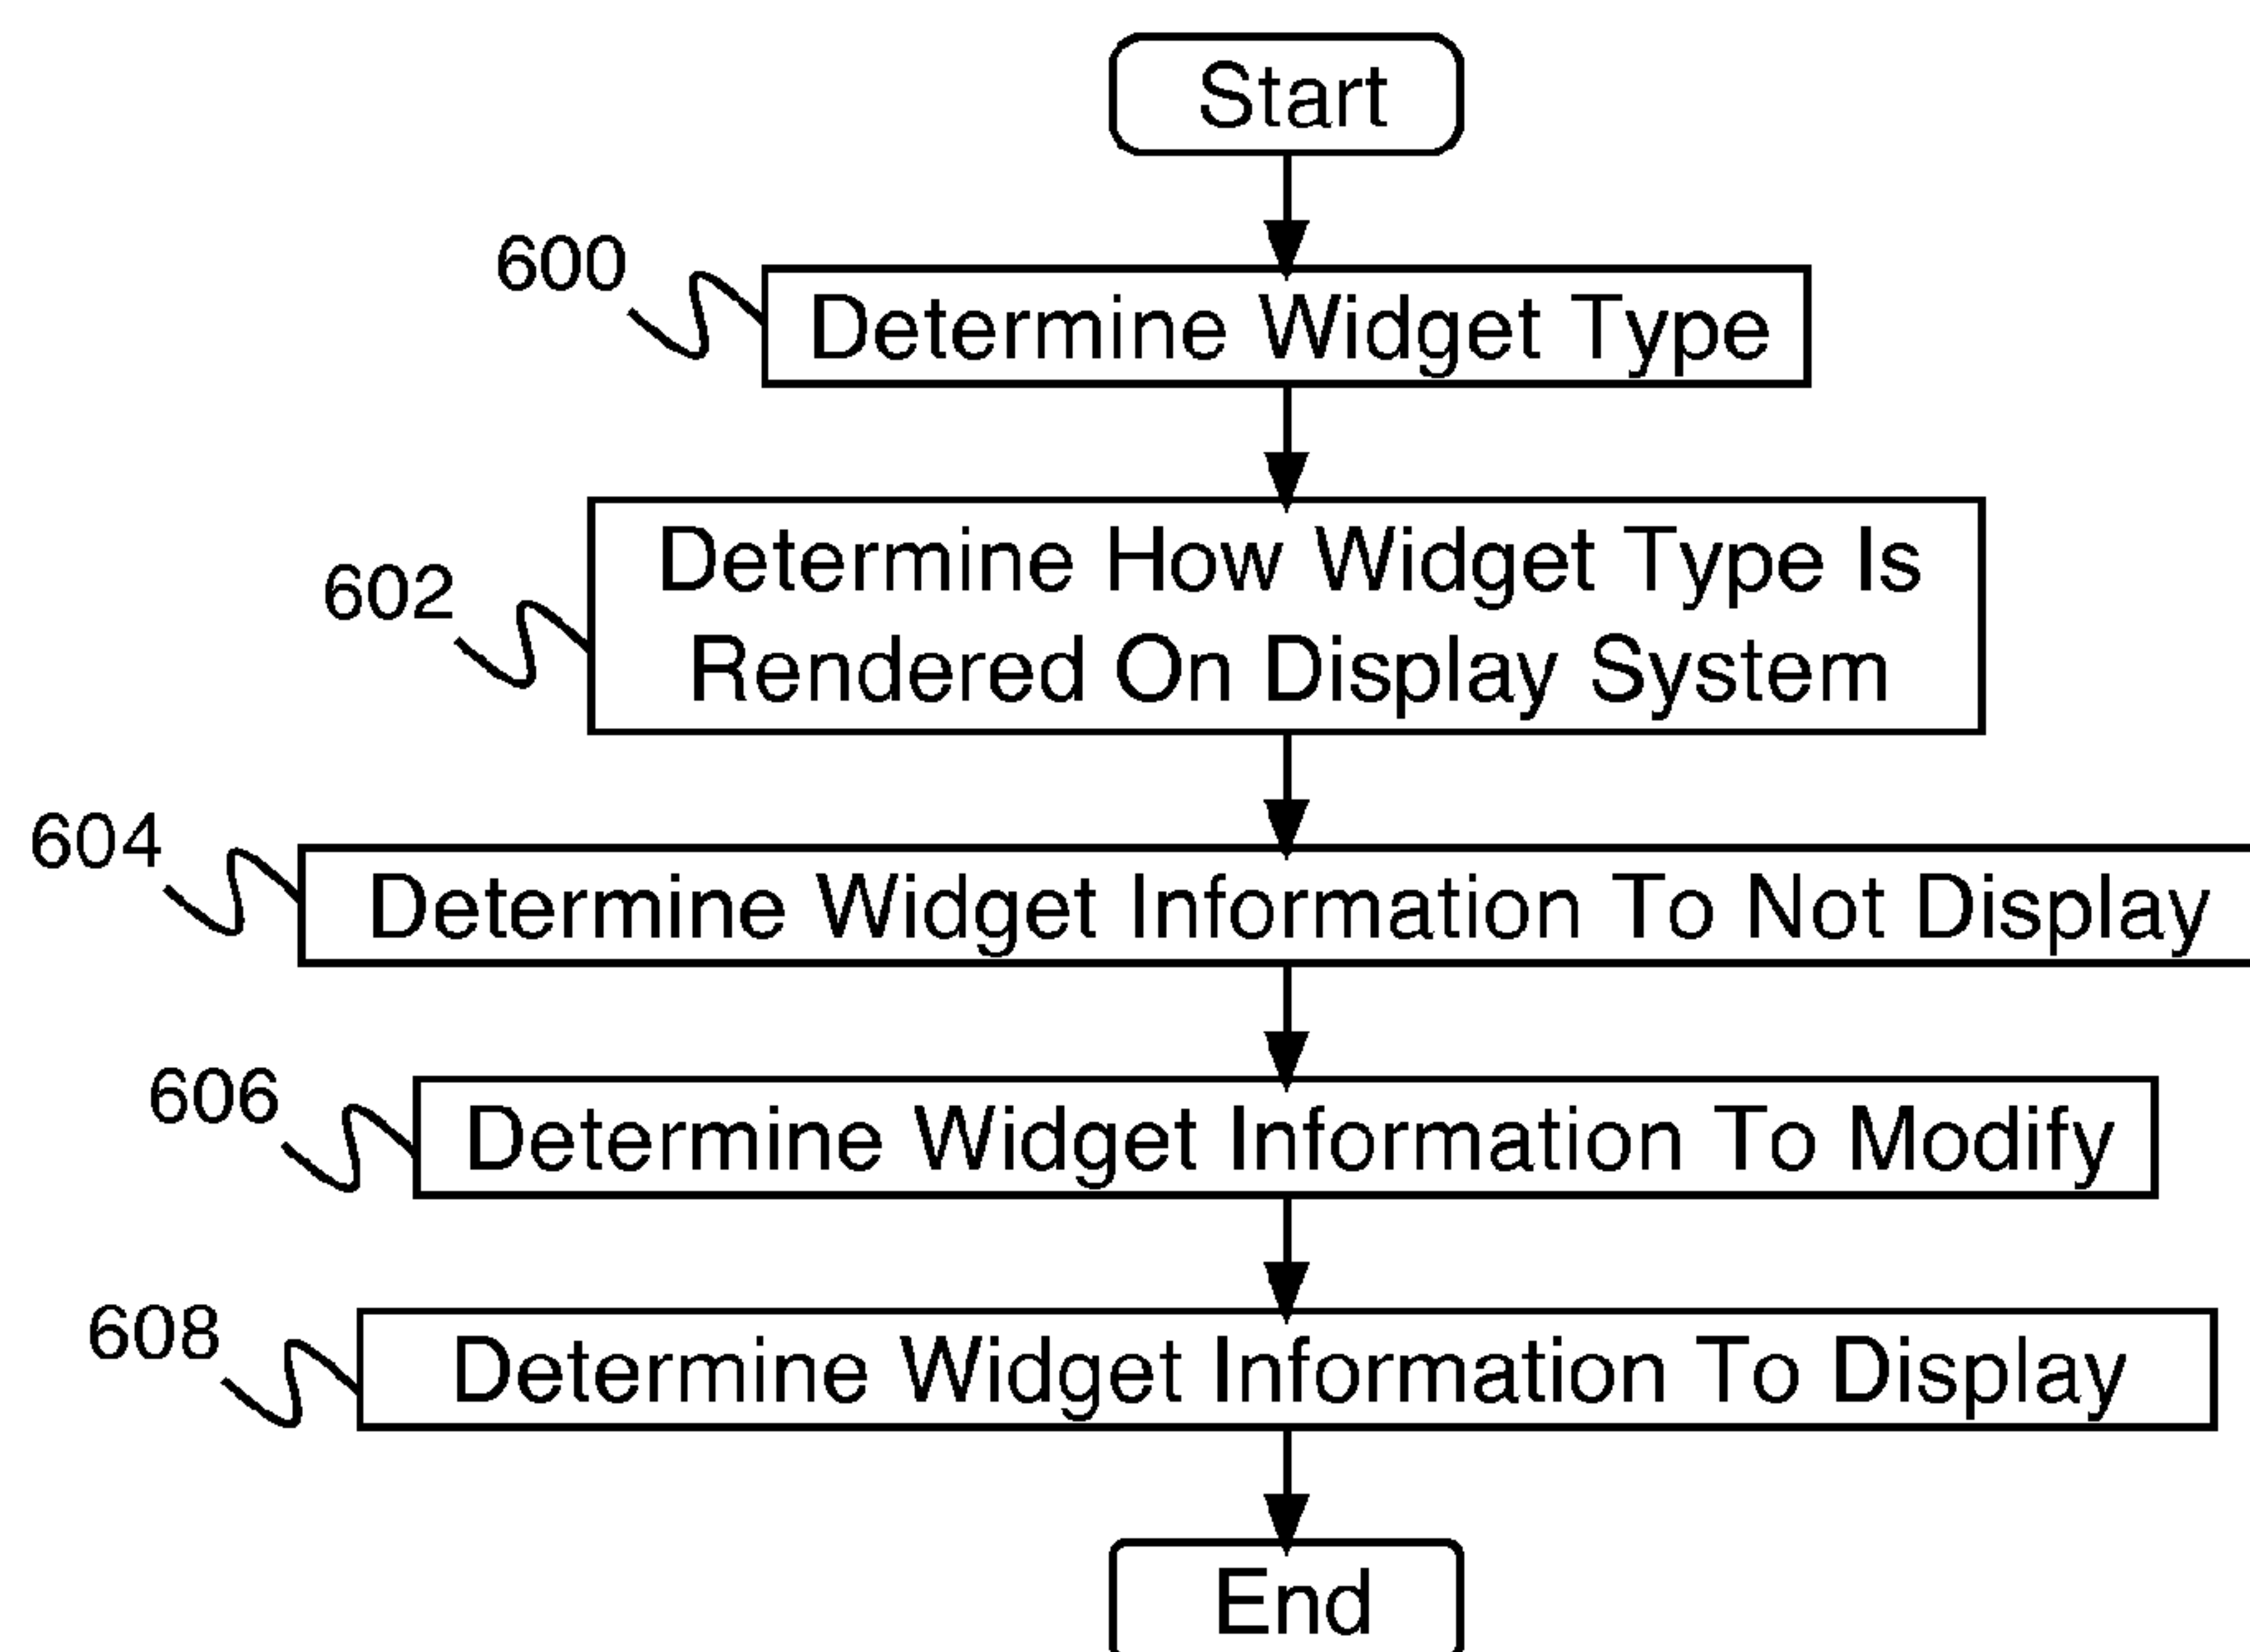 Start
600
Determine Widget Type
602
Determine How Widget Type Is
Rendered On Display System
604
Determine Widget Information To Not Display
606
Determine Widget Information To Modify
608
Determine Widget Information To Display
End